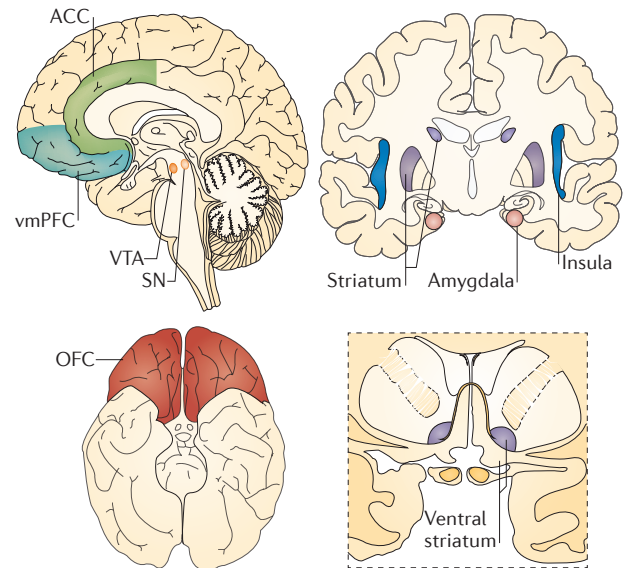 ACC
vmPFC
VTA
SN
Striatum
Amygdala
Insula
OFC
Ventral
striatum